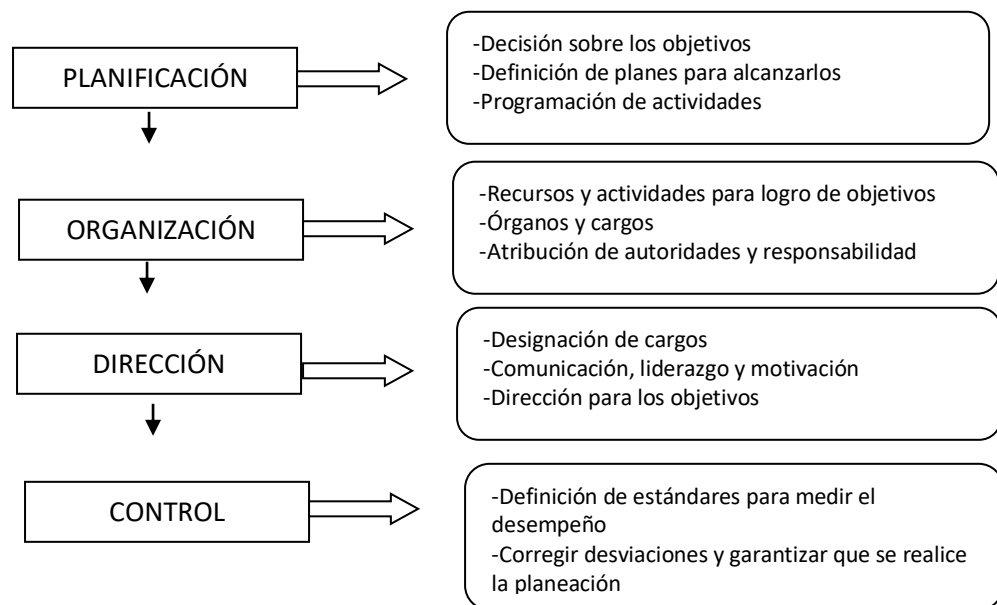 PLANIFICACIÓN
-Decisión sobre los objetivos
-Definición de planes para alcanzarlos
-Programación de actividades
ORGANIZACIÓN
-Recursos y actividades para logro de objetivos
-Órganos y cargos
-Atribución de autoridades y responsabilidad
DIRECCIÓN
-Designación de cargos
-Comunicación, liderazgo y motivación
-Dirección para los objetivos
CONTROL
-Definición de estándares para medir el
desempeño
-Corregir desviaciones y garantizar que se realice
la planeación